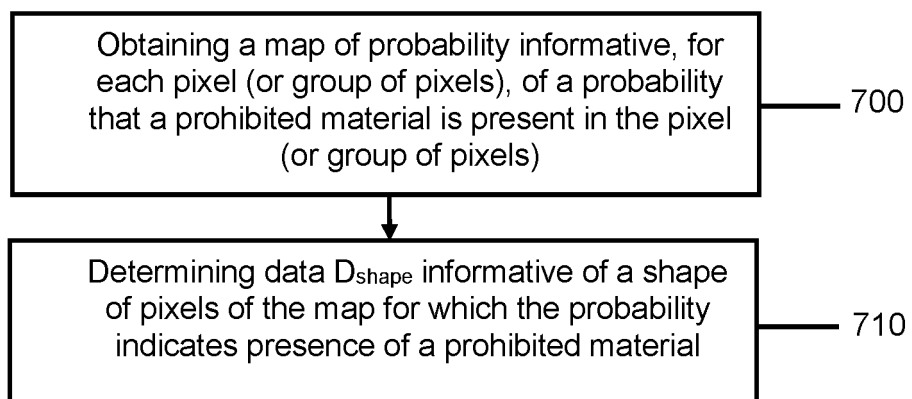 Obtaining a map of probability informative, for
each pixel (or group of pixels), of a probability
that a prohibited material is present in the pixel
(or group of pixels)
700
Determining data Dshape informative of a shape
of pixels of the map for which the probability
indicates presence of a prohibited material
710